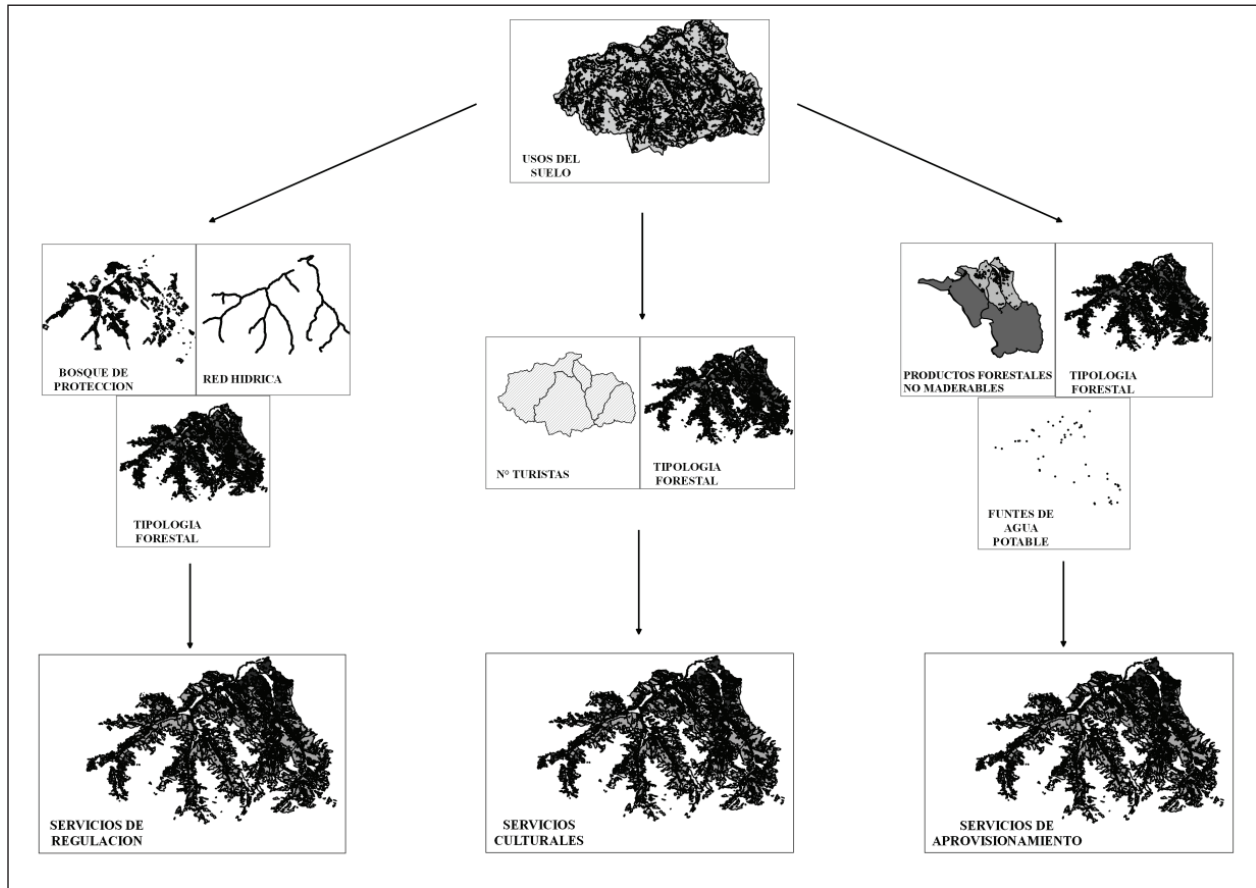 USOS DEL
SUELO
BOSQUE DE
PROTECCION
RED HIDRICA
TIPOLOGIA
FORESTAL
N° TURISTAS
TIPOLOGIA
FORESTAL
PRODUCTOS FORESTALES
NO MADERABLES
TIPOLOGIA
FORESTAL
FUNTES DE
AGUA
POTABLE
SERVICIOS DE
REGULACION
SERVICIOS
CULTURALES
SERVICIOS DE
APROVISIONAMIENTO